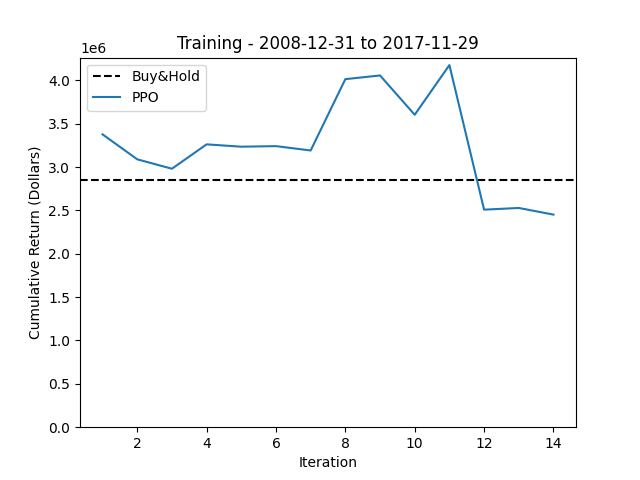 Training - 2008-12-31 to 2017-11-29
1e6
Buy&Hold
PPO
4.0
3.5
3.0
2.5
2.0
1.5
1.0
0.5
0.0
Cumulative Return (Dollars)
2 4 6 8 10 12 14
Iteration